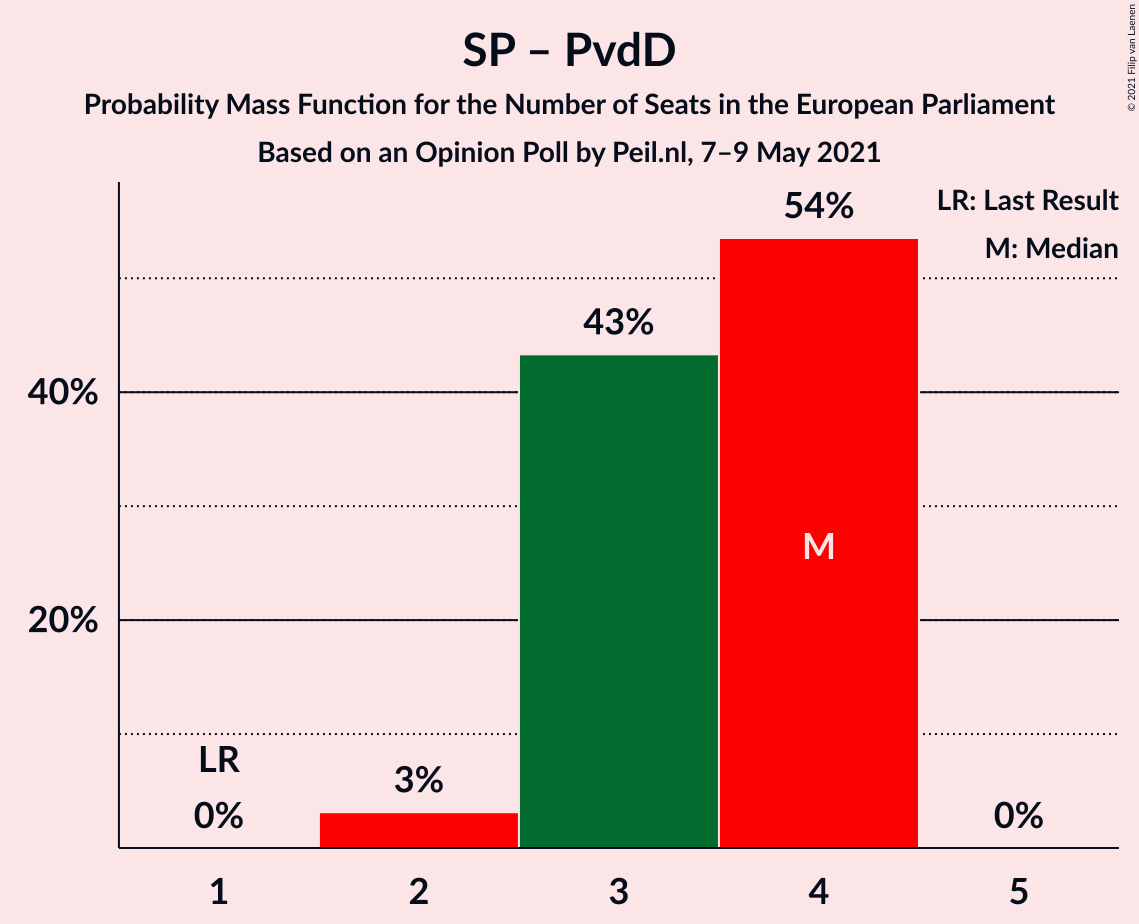 SP – PvdD
Probability Mass Function for the Number of Seats in the European Parliament
Based on an Opinion Poll by Peil.nl, 7–9 May 2021
© 2021 Filip van Laenen
LR: Last Result
M: Median
54%
43%
40%
M
20%
LR
3%
0%
0%
1
2
3
4
5